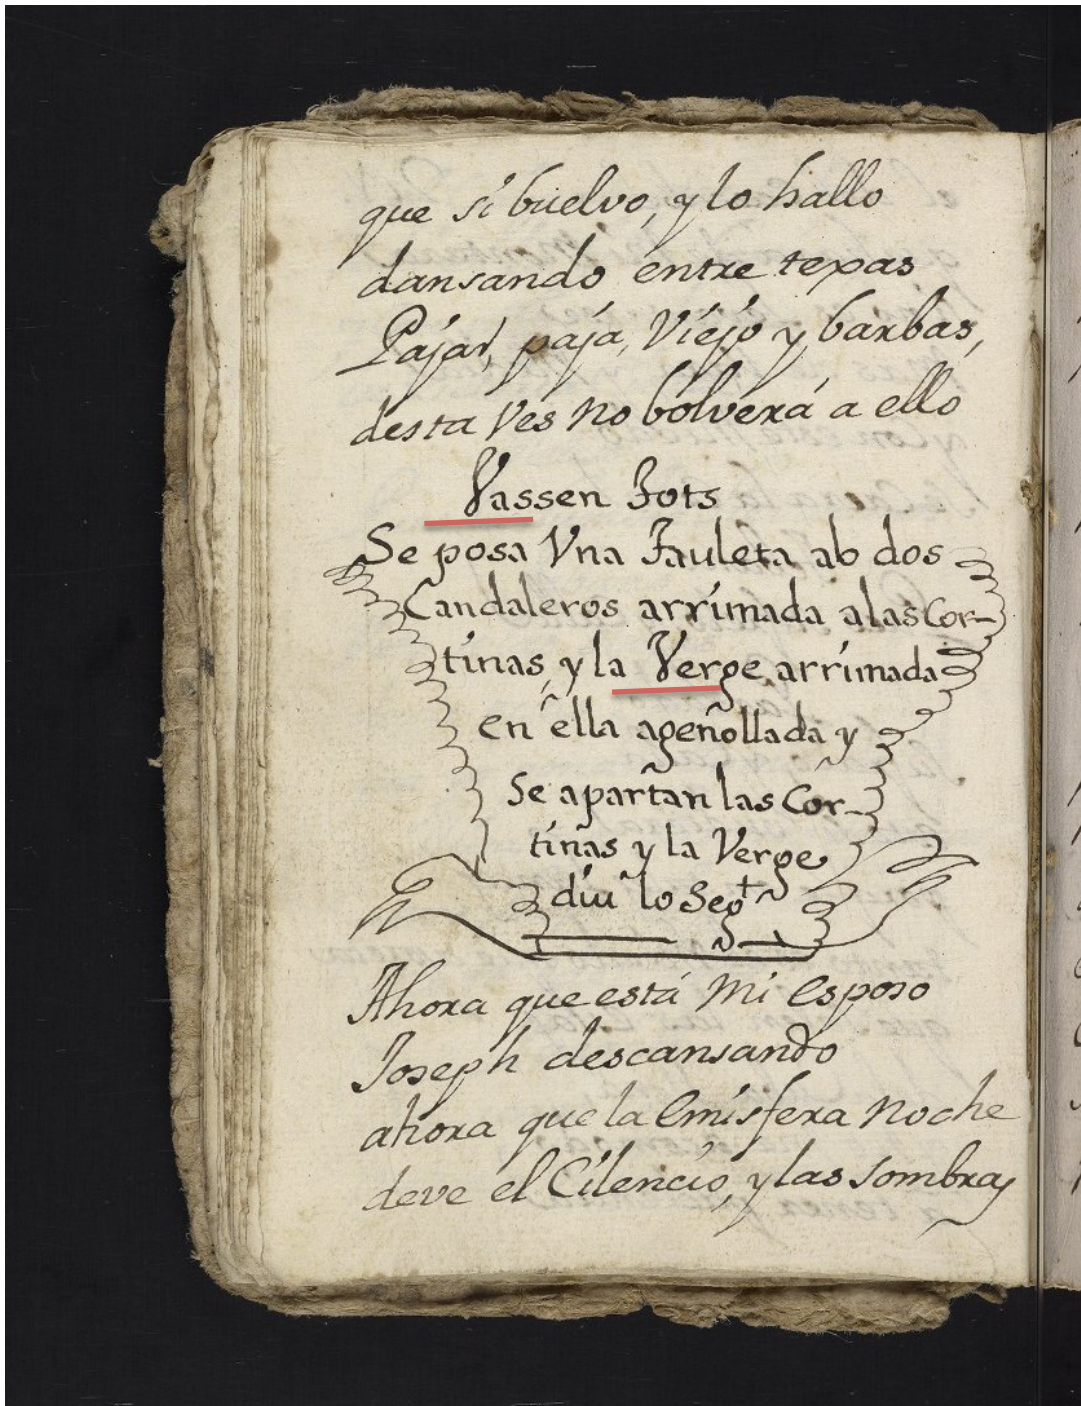 que si buelvo, y lo hallo
dansando entre texas
Pajar, paja, Viejo y barbas,
desta Ves no bolverá a ello
Vassen Tots
Se posa Vna Tauleta ab dos
Candaleros arrimada a las Cor-
tinas, y la Verge arrimada
en ella ageñollada y
Se apartan las Cor-
tinas y la Verge
diu lo Segt
Ahora que está mi esposo
Joseph descansando
ahora que la emisfera noche
deve el Cilencio, y las sombras